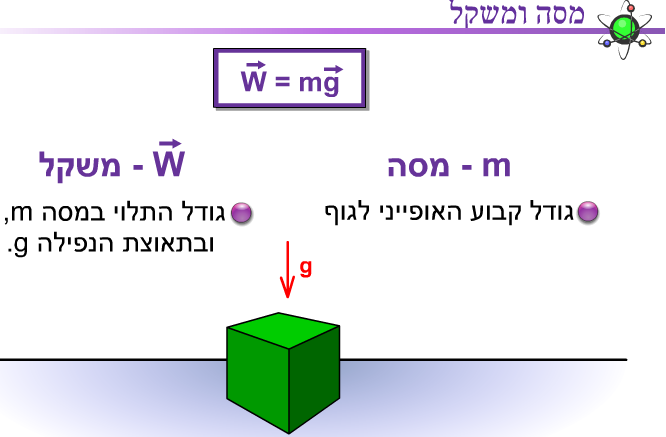 מסה ומשקל
W = mg
m - מסה
גודל קבוע האופייני לגוף
W - משקל
גודל התלוי במסה m,
ובתאוצת הנפילה g.
g